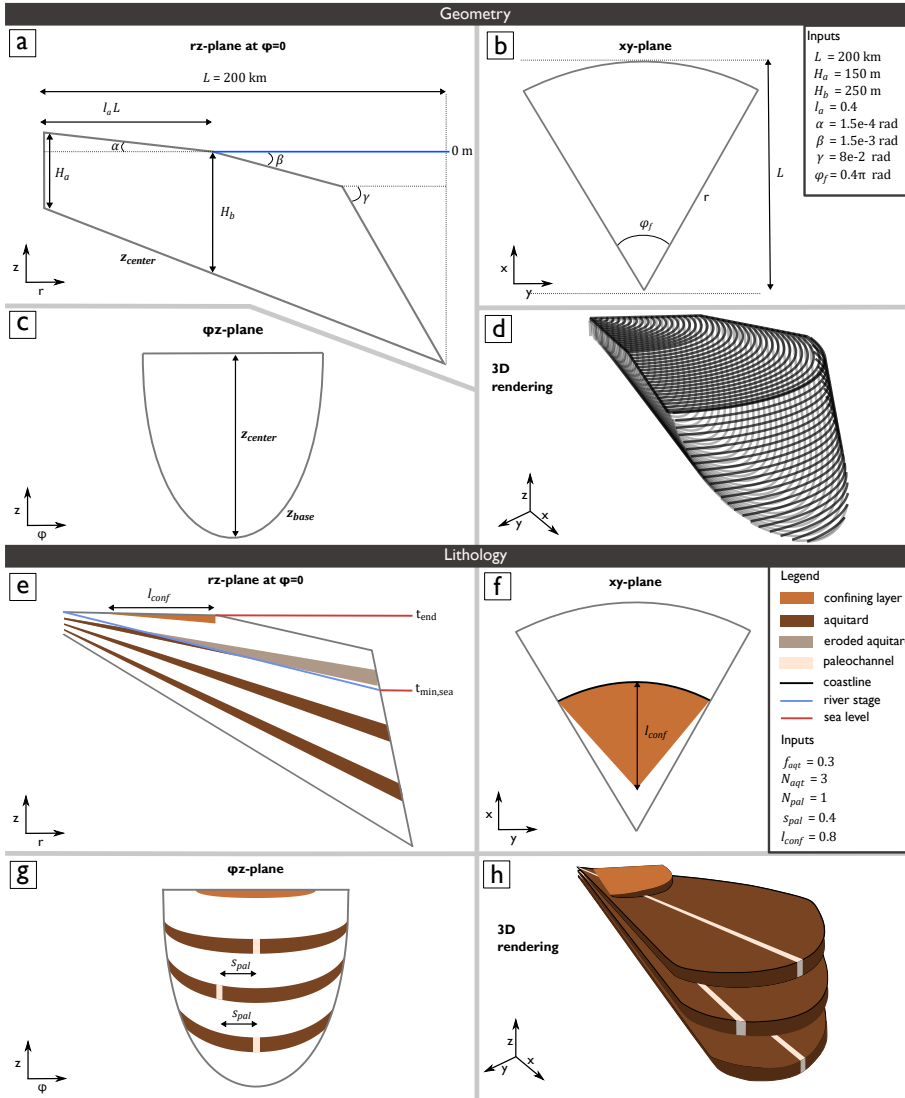 Geometry
a
rz-plane at φ=0
L = 200 km
l_a L
α
β
0 m
H_a
H_b
γ
z_center
z
r
b
xy-plane
φ_f
r
L
x
y
Inputs
L = 200 km
H_a = 150 m
H_b = 250 m
l_a = 0.4
α = 1.5e-4 rad
β = 1.5e-3 rad
γ = 8e-2 rad
φ_f = 0.4π rad
c
φz-plane
z_center
z_base
z
φ
d
3D
rendering
z
y
x
Lithology
e
rz-plane at φ=0
l_conf
t_end
t_min,sea
z
r
f
xy-plane
l_conf
x
y
Legend
confining layer
aquitard
eroded aquitard
paleochannel
coastline
river stage
sea level
Inputs
f_aqt = 0.3
N_aqt = 3
N_pal = 1
s_pal = 0.4
l_conf = 0.8
g
φz-plane
s_pal
s_pal
z
φ
h
3D
rendering
z
y
x